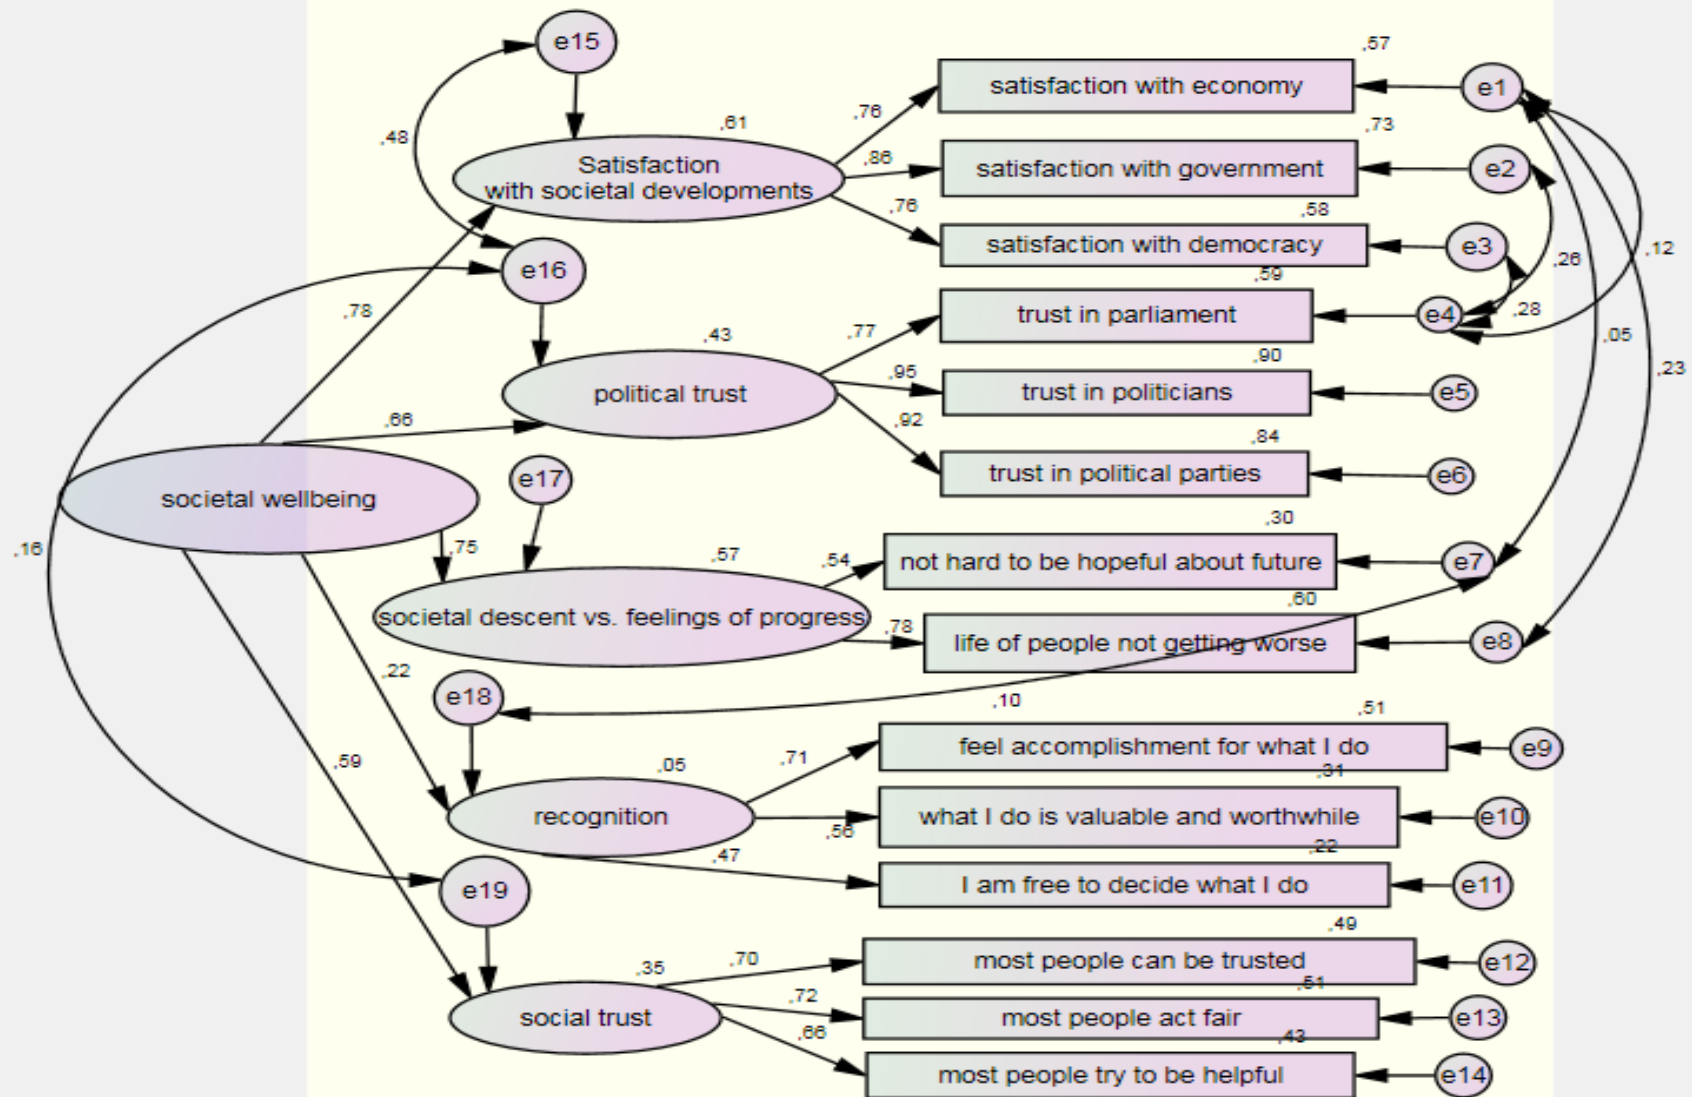 e15
,57
satisfaction with economy
e1
,76
,61
,73
,48
Satisfaction
with societal developments
,86
satisfaction with government
e2
,76
,58
satisfaction with democracy
e3
,12
,26
e16
,59
,78
trust in parliament
e4
,28
,43
,77
,05
,90
,95
,23
political trust
trust in politicians
e5
,66
,92
,84
trust in political parties
e6
e17
societal wellbeing
,30
,16
,75
,57
,54
not hard to be hopeful about future
e7
,60
societal descent vs. feelings of progress
,78
life of people not getting worse
e8
,22
e18
,10
,51
,59
,05
,71
feel accomplishment for what I do
e9
,31
recognition
,56
what I do is valuable and worthwhile
e10
,22
,47
I am free to decide what I do
e11
e19
,49
,35
,70
most people can be trusted
e12
,51
,72
social trust
most people act fair
e13
,66
,43
most people try to be helpful
e14